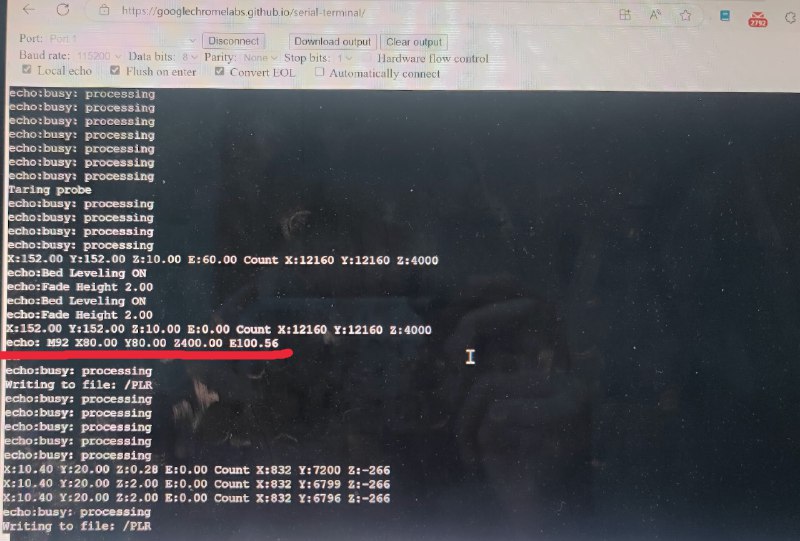 https://googlechromelabs.github.io/serial-terminal/
2792
Port: Port 1 Disconnect Download output Clear output
Baud rate: 115200 Data bits: 8 Parity: None Stop bits: 1 Hardware flow control
Local echo Flush on enter Convert EOL Automatically connect
echo:busy: processing
echo:busy: processing
echo:busy: processing
echo:busy: processing
echo:busy: processing
echo:busy: processing
echo:busy: processing
Taring probe
echo:busy: processing
echo:busy: processing
echo:busy: processing
echo:busy: processing
X:152.00 Y:152.00 Z:10.00 E:60.00 Count X:12160 Y:12160 Z:4000
echo:Bed Leveling ON
echo:Fade Height 2.00
echo:Bed Leveling ON
echo:Fade Height 2.00
X:152.00 Y:152.00 Z:10.00 E:0.00 Count X:12160 Y:12160 Z:4000
echo: M92 X80.00 Y80.00 Z400.00 E100.56
echo:busy: processing
Writing to file: /PLR
echo:busy: processing
echo:busy: processing
echo:busy: processing
echo:busy: processing
echo:busy: processing
X:10.40 Y:20.00 Z:0.28 E:0.00 Count X:832 Y:7200 Z:-266
X:10.40 Y:20.00 Z:2.00 E:0.00 Count X:832 Y:6799 Z:-266
X:10.40 Y:20.00 Z:2.00 E:0.00 Count X:832 Y:6796 Z:-266
echo:busy: processing
Writing to file: /PLR